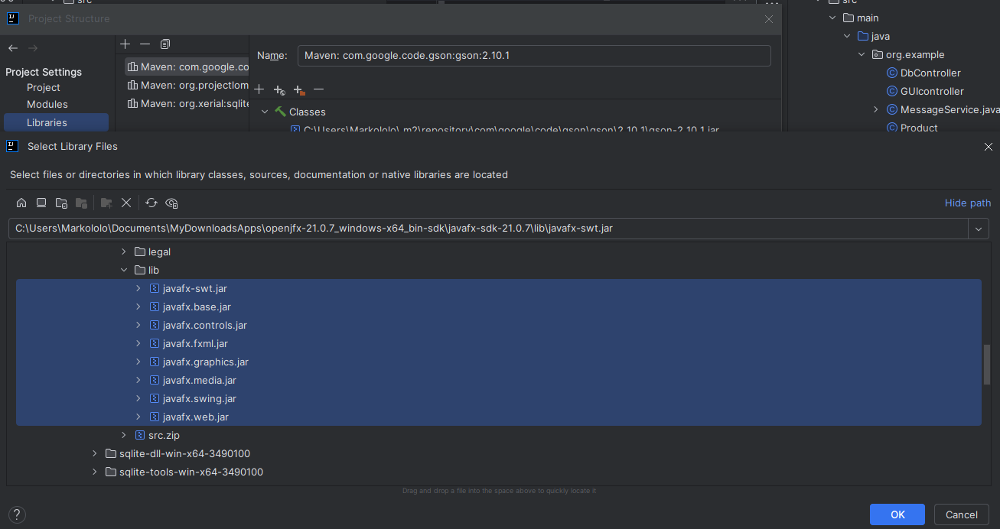 src
src
Project Structure
main
java
Project Settings
Name: Maven: com.google.code.gson:gson:2.10.1
org.example
Maven: com.google.co
DbController
Project
Maven: org.projectlom
GUIcontroller
Modules
Maven: org.xerial:sqlite
Classes
MessageService.java
Libraries
C:\Users\Markololo\.m2\repository\com\google\code\gson\gson\2.10.1\gson-2.10.1.jar
Product
Select Library Files
Select files or directories in which library classes, sources, documentation or native libraries are located
Hide path
C:\Users\Markololo\Documents\MyDownloadsApps\openjfx-21.0.7_windows-x64_bin-sdk\javafx-sdk-21.0.7\lib\javafx-swt.jar
legal
lib
javafx-swt.jar
javafx.base.jar
javafx.controls.jar
javafx.fxml.jar
javafx.graphics.jar
javafx.media.jar
javafx.swing.jar
javafx.web.jar
src.zip
sqlite-dll-win-x64-3490100
sqlite-tools-win-x64-3490100
Drag and drop a file into the space above to quickly locate it
?
OK
Cancel